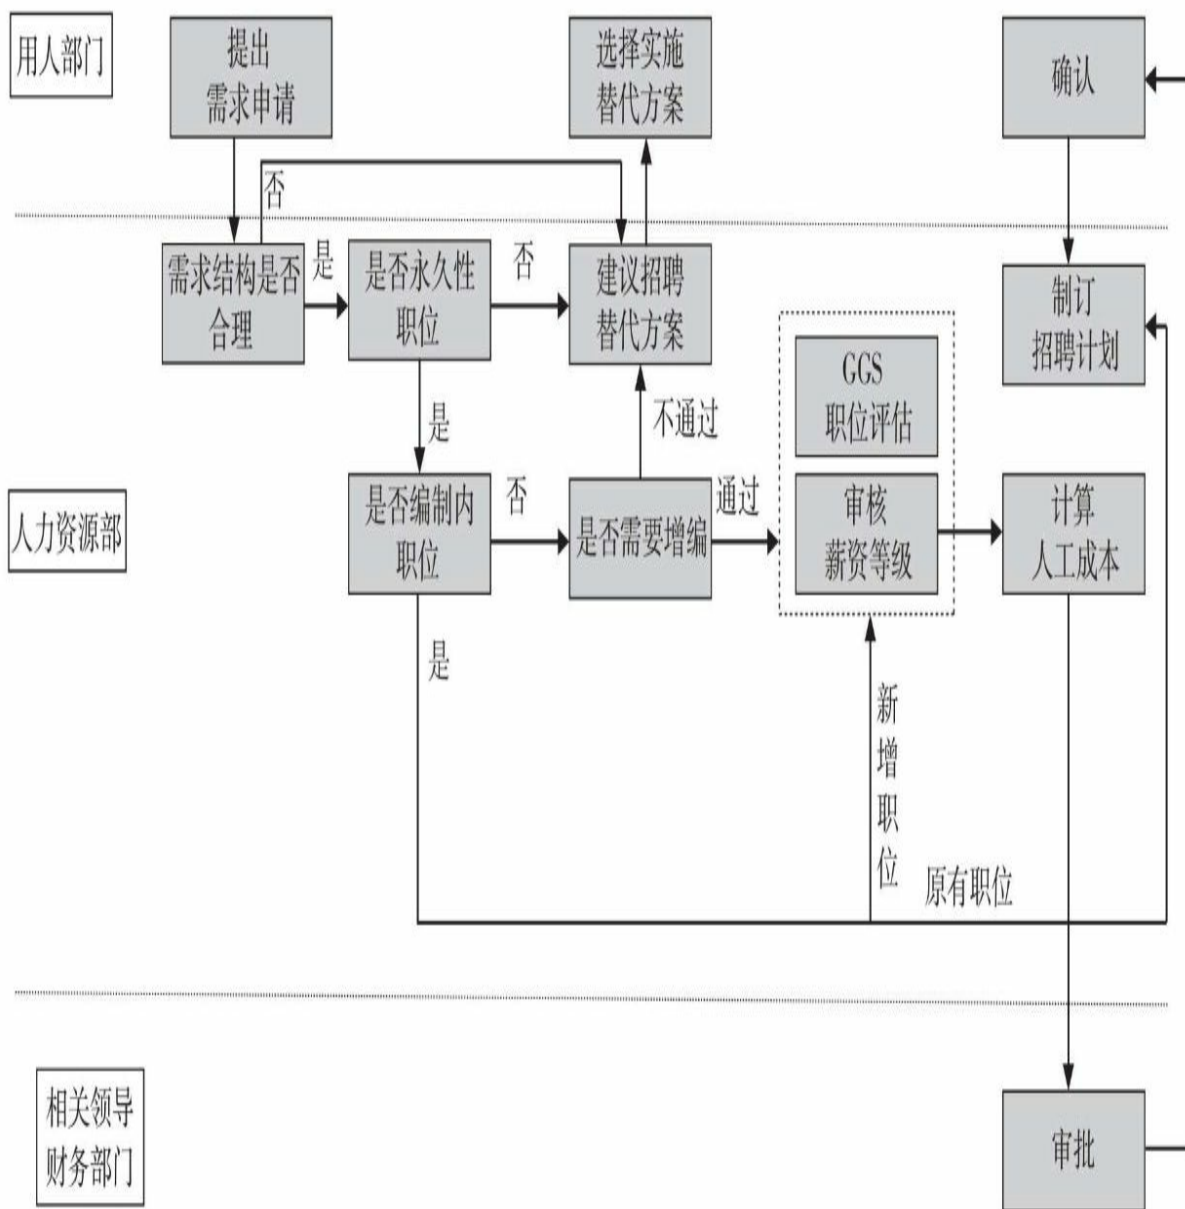 用人部门
提出
需求申请
选择实施
替代方案
确认
否
需求结构是否
合理
是
是否永久性
职位
否
建议招聘
替代方案
制订
招聘计划
GGS
职位评估
是
不通过
人力资源部
是否编制内
职位
否
是否需要增编
通过
审核
薪资等级
计算
人工成本
是
新增职位
原有职位
相关领导
财务部门
审批